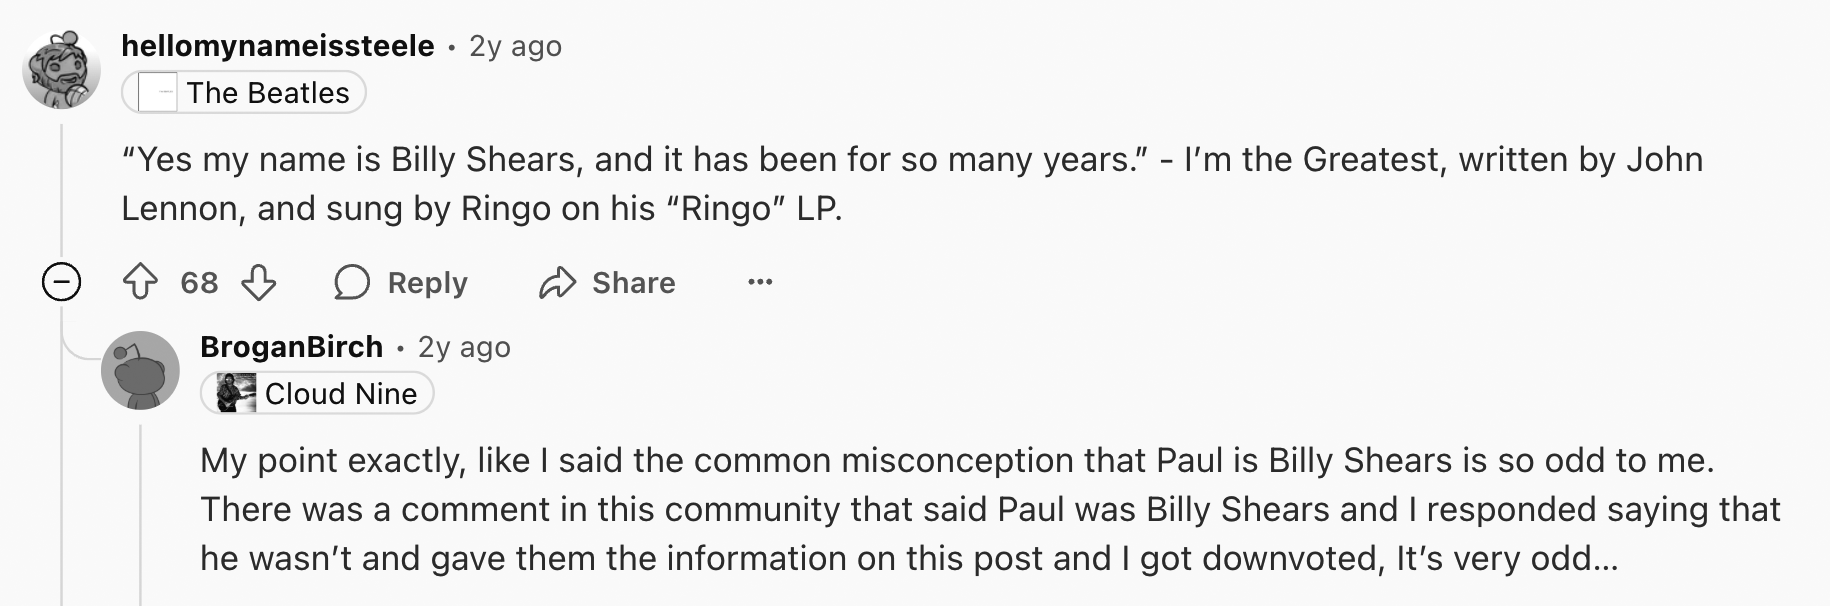 hellomynameissteele • 2y ago
The Beatles
“Yes my name is Billy Shears, and it has been for so many years.” - I’m the Greatest, written by John
Lennon, and sung by Ringo on his “Ringo” LP.
68 Reply Share ...
BroganBirch • 2y ago
Cloud Nine
My point exactly, like I said the common misconception that Paul is Billy Shears is so odd to me.
There was a comment in this community that said Paul was Billy Shears and I responded saying that
he wasn’t and gave them the information on this post and I got downvoted, It’s very odd...